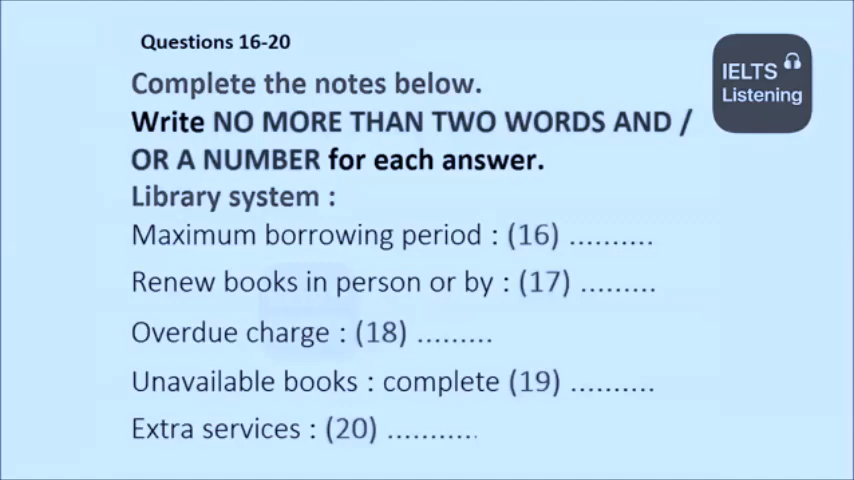 Questions 16-20
IELTS
Listening
Complete the notes below.
Write NO MORE THAN TWO WORDS AND /
OR A NUMBER for each answer.
Library system :
Maximum borrowing period : (16) ..........
Renew books in person or by : (17) .........
Overdue charge : (18) .........
Unavailable books : complete (19) ..........
Extra services : (20) ...........